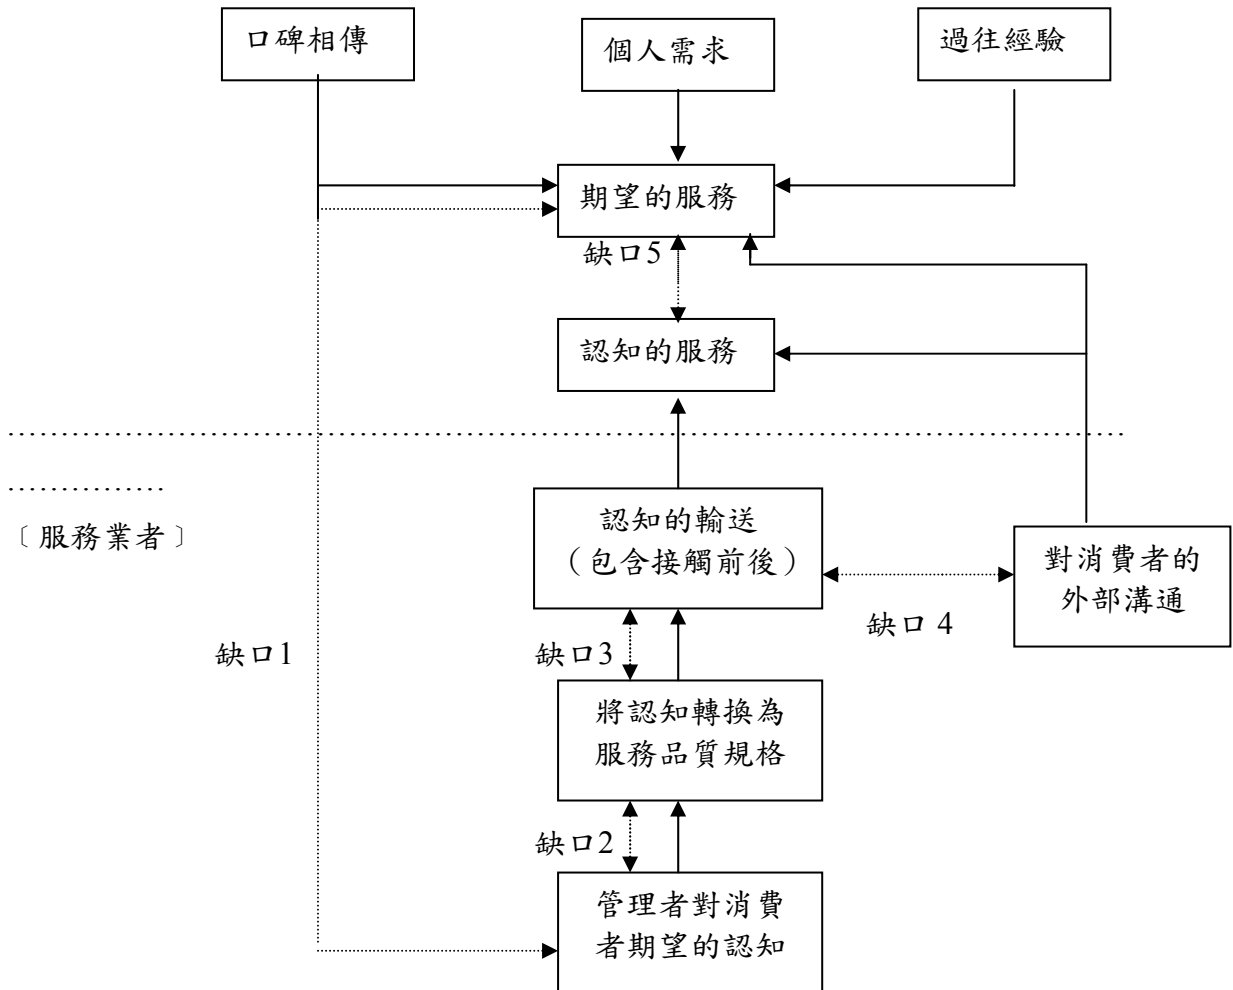 口碑相傳
個人需求
過往經驗
期望的服務
缺口5
認知的服務
〔服務業者〕
認知的輸送
（包含接觸前後）
對消費者的
外部溝通
缺口 4
缺口1
缺口3
將認知轉換為
服務品質規格
缺口2
管理者對消費
者期望的認知